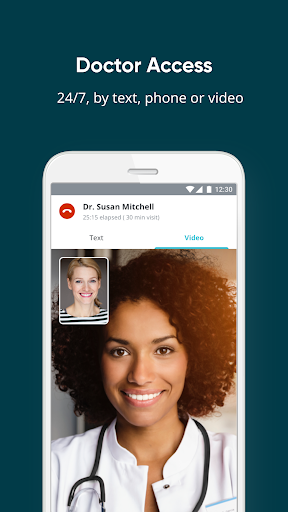 Doctor Access
24/7, by text, phone or video
12:30
Dr. Susan Mitchell
25:15 elapsed ( 30 min visit)
Text Video